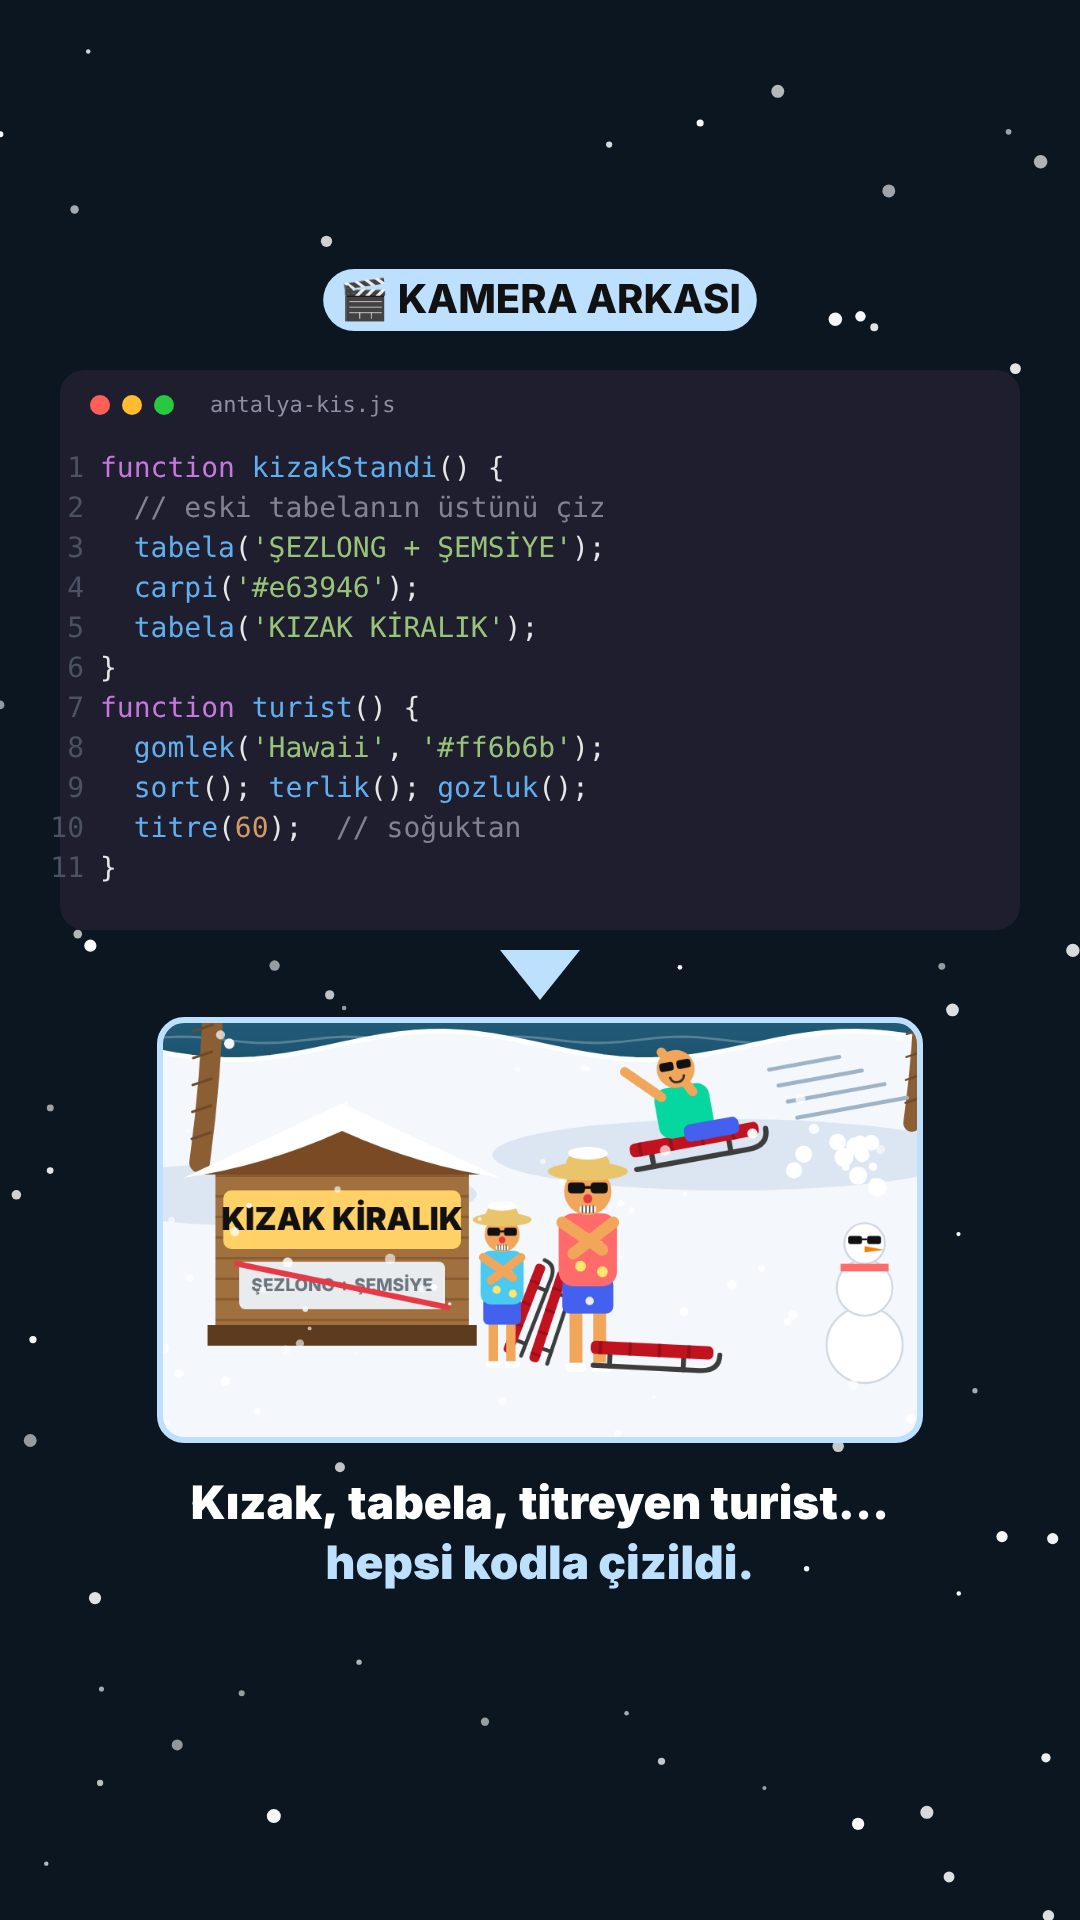 🎬 KAMERA ARKASI
antalya-kis.js
1 function kizakStandi() {
2   // eski tabelanın üstünü çiz
3   tabela('ŞEZLONG + ŞEMSİYE');
4   carpi('#e63946');
5   tabela('KIZAK KİRALIK');
6 }
7 function turist() {
8   gomlek('Hawaii', '#ff6b6b');
9   sort(); terlik(); gozluk();
10   titre(60);  // soğuktan
11 }
KIZAK KİRALIK
ŞEZLONG + ŞEMSİYE
Kızak, tabela, titreyen turist...
hepsi kodla çizildi.